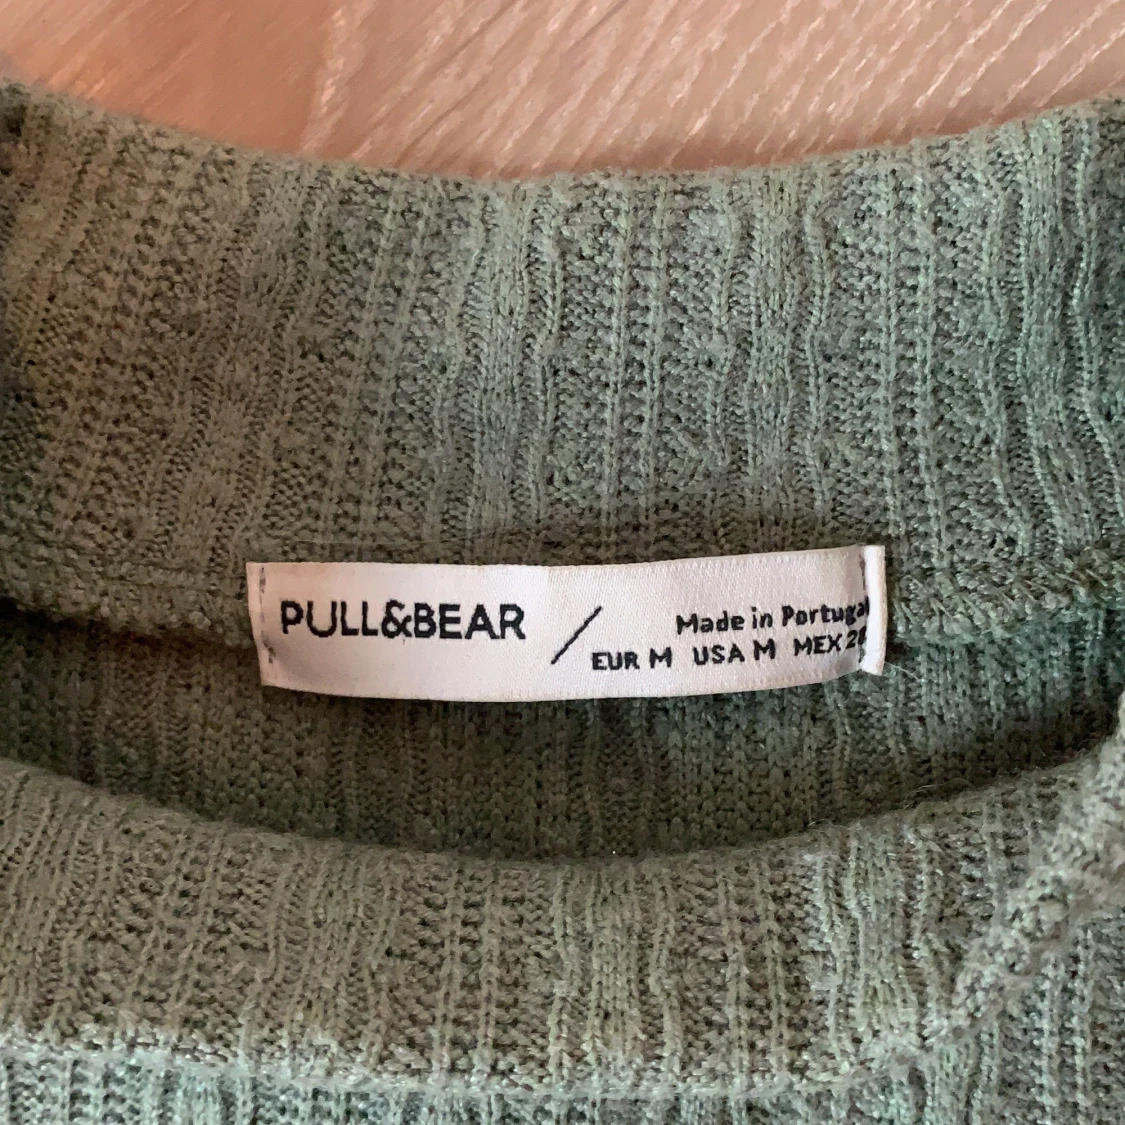 PULL&BEAR /
Made in Portugal
EUR M USA M MEX